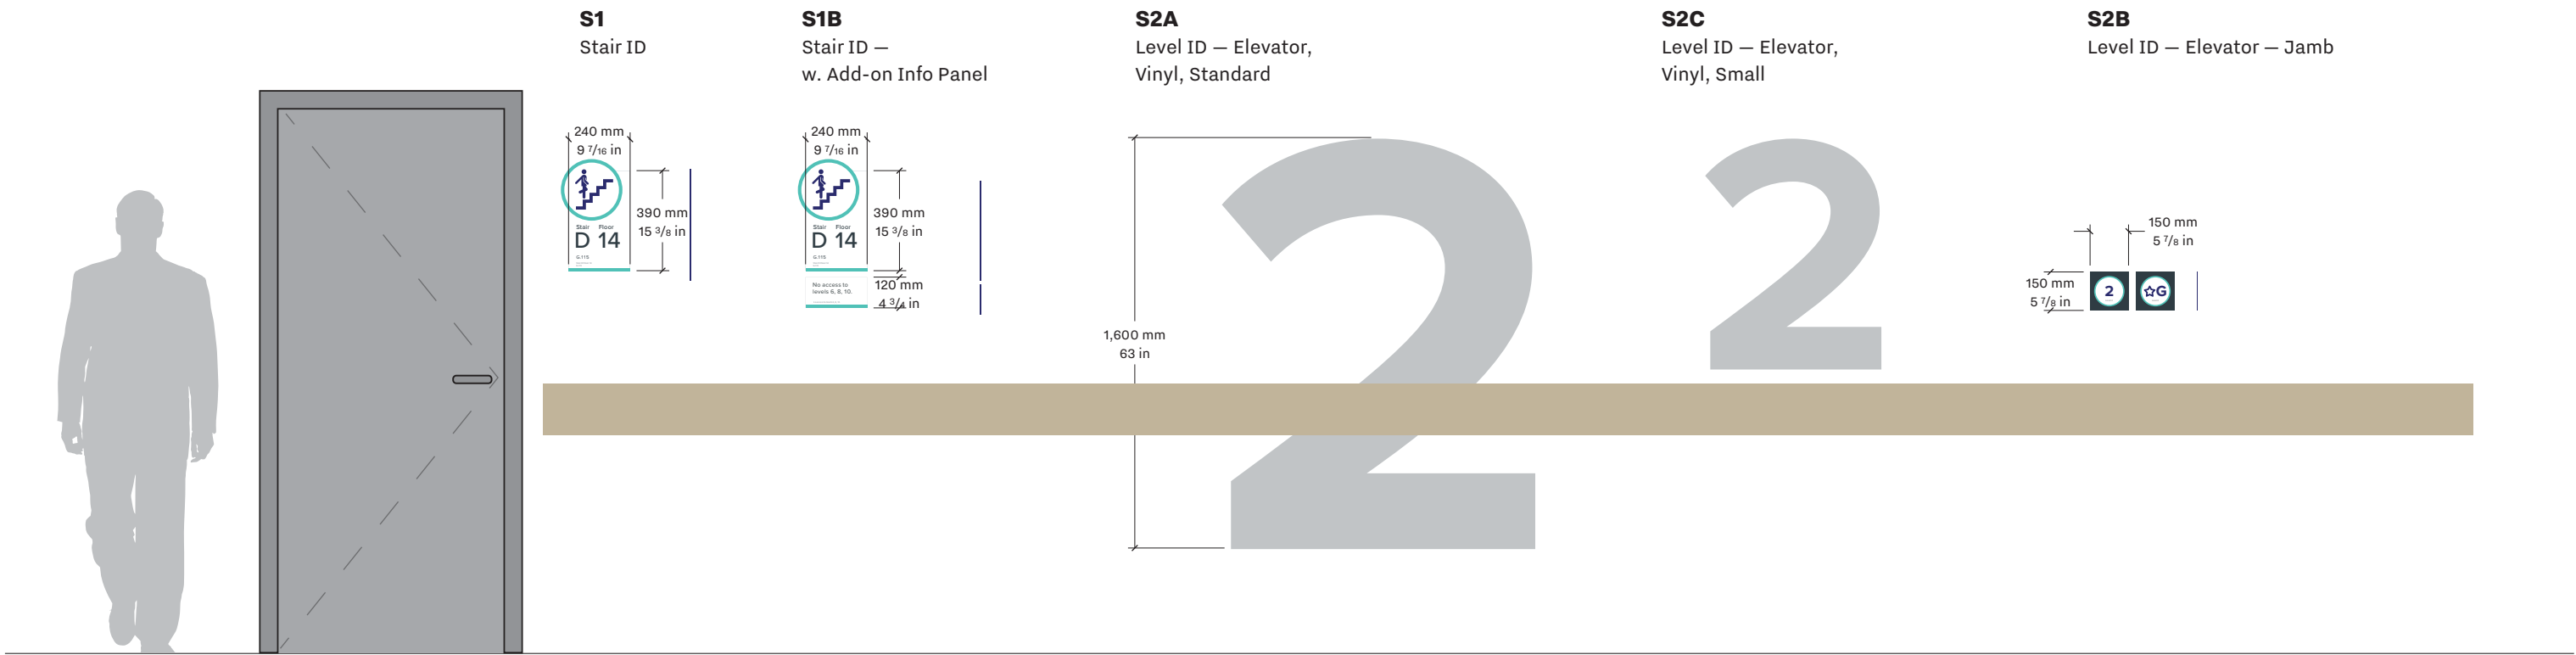 S1
Stair ID
240 mm
9 7/16 in
390 mm
15 3/8 in
Stair Floor
D 14
G.115
S1B
Stair ID —
w. Add-on Info Panel
240 mm
9 7/16 in
390 mm
15 3/8 in
Stair Floor
D 14
G.115
No access to
levels 6, 8, 10.
120 mm
4 3/4 in
S2A
Level ID — Elevator,
Vinyl, Standard
1,600 mm
63 in
2
S2C
Level ID — Elevator,
Vinyl, Small
2
S2B
Level ID — Elevator — Jamb
150 mm
5 7/8 in
150 mm
5 7/8 in
2
☆G